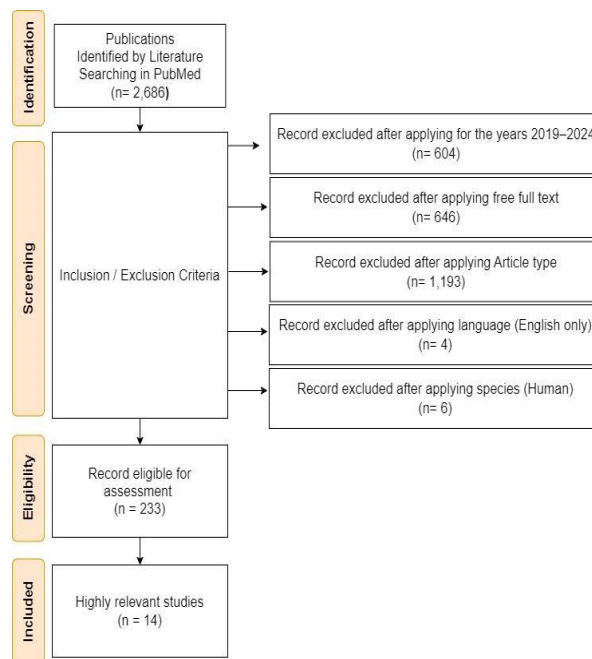 Identification
Publications
Identified by Literature
Searching in PubMed
(n= 2,686)
Screening
Inclusion / Exclusion Criteria
Record excluded after applying for the years 2019–2024
(n= 604)
Record excluded after applying free full text
(n= 646)
Record excluded after applying Article type
(n= 1,193)
Record excluded after applying language (English only)
(n= 4)
Record excluded after applying species (Human)
(n= 6)
Eligibility
Record eligible for
assessment
(n = 233)
Included
Highly relevant studies
(n = 14)